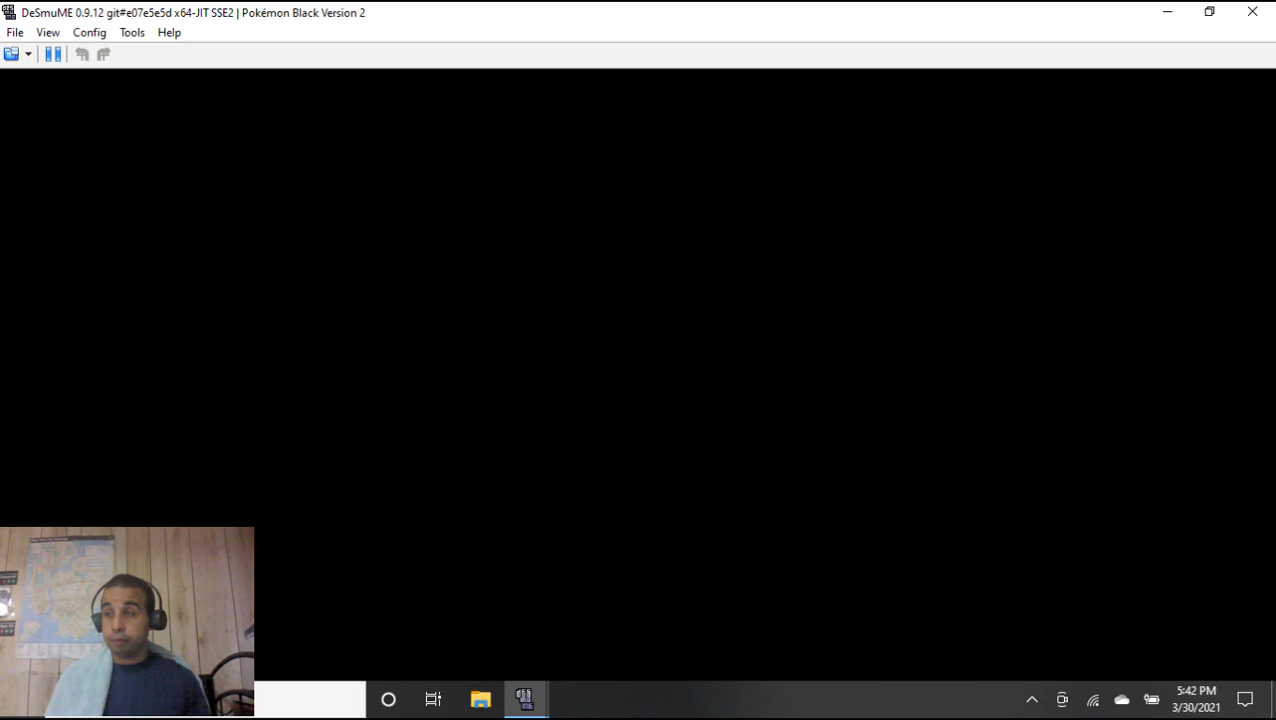 DeSmuME 0.9.12 git#e07e5e5d x64-JIT SSE2 | Pokémon Black Version 2
File View Config Tools Help
5:42 PM
3/30/2021